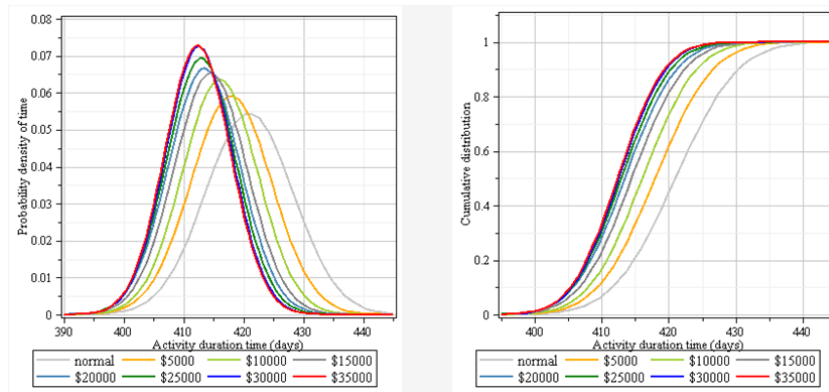 0.08
0.07
0.06
0.05
0.04
0.03
0.02
0.01
0
Probability density of time
390 400 410 420 430 440
Activity duration time (days)
normal $5000 $10000 $15000
$20000 $25000 $30000 $35000
1
0.8
0.6
0.4
0.2
0
Cumulative distribution
400 410 420 430 440
Activity duration time (days)
normal $5000 $10000 $15000
$20000 $25000 $30000 $35000